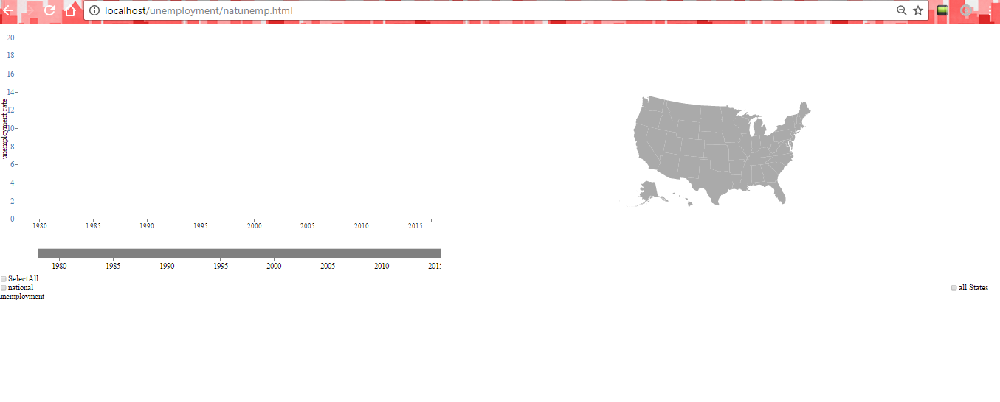 localhost/unemployment/natunemp.html
20
18
16
14
12
10
8
6
4
2
0
unemployment rate
1980 1985 1990 1995 2000 2005 2010 2015
1980 1985 1990 1995 2000 2005 2010 2015
SelectAll
national all States
unemployment